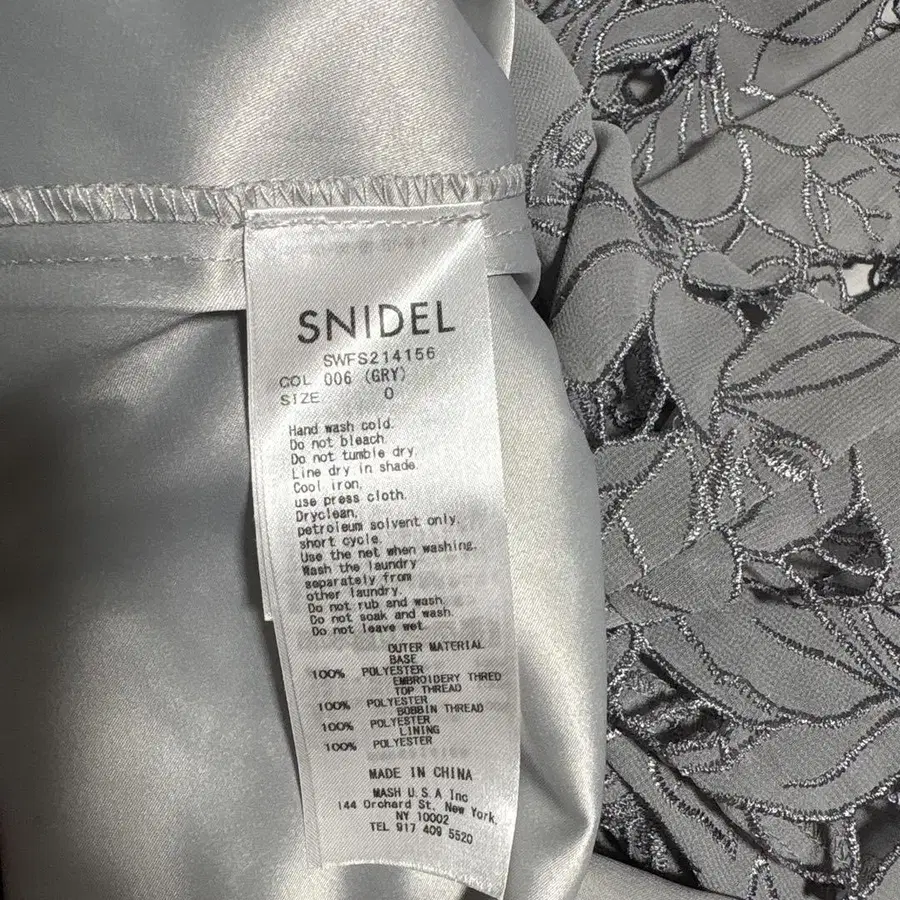 SNIDEL
SWFS214156
COL 006 (GRY)
SIZE 0
Hand wash cold.
Do not bleach.
Do not tumble dry.
Line dry in shade.
Cool iron,
use press cloth.
Dryclean,
petroleum solvent only,
short cycle.
Use the net when washing.
Wash the laundry
separately from
other laundry.
Do not rub and wash.
Do not soak and wash.
Do not leave wet.
OUTER MATERIAL
BASE
100% POLYESTER
EMBROIDERY THRED
TOP THREAD
100% POLYESTER
BOBBIN THREAD
100% POLYESTER
LINING
100% POLYESTER
MADE IN CHINA
MASH U.S.A Inc
144 Orchard St, New York,
NY 10002
TEL 917 409 5520